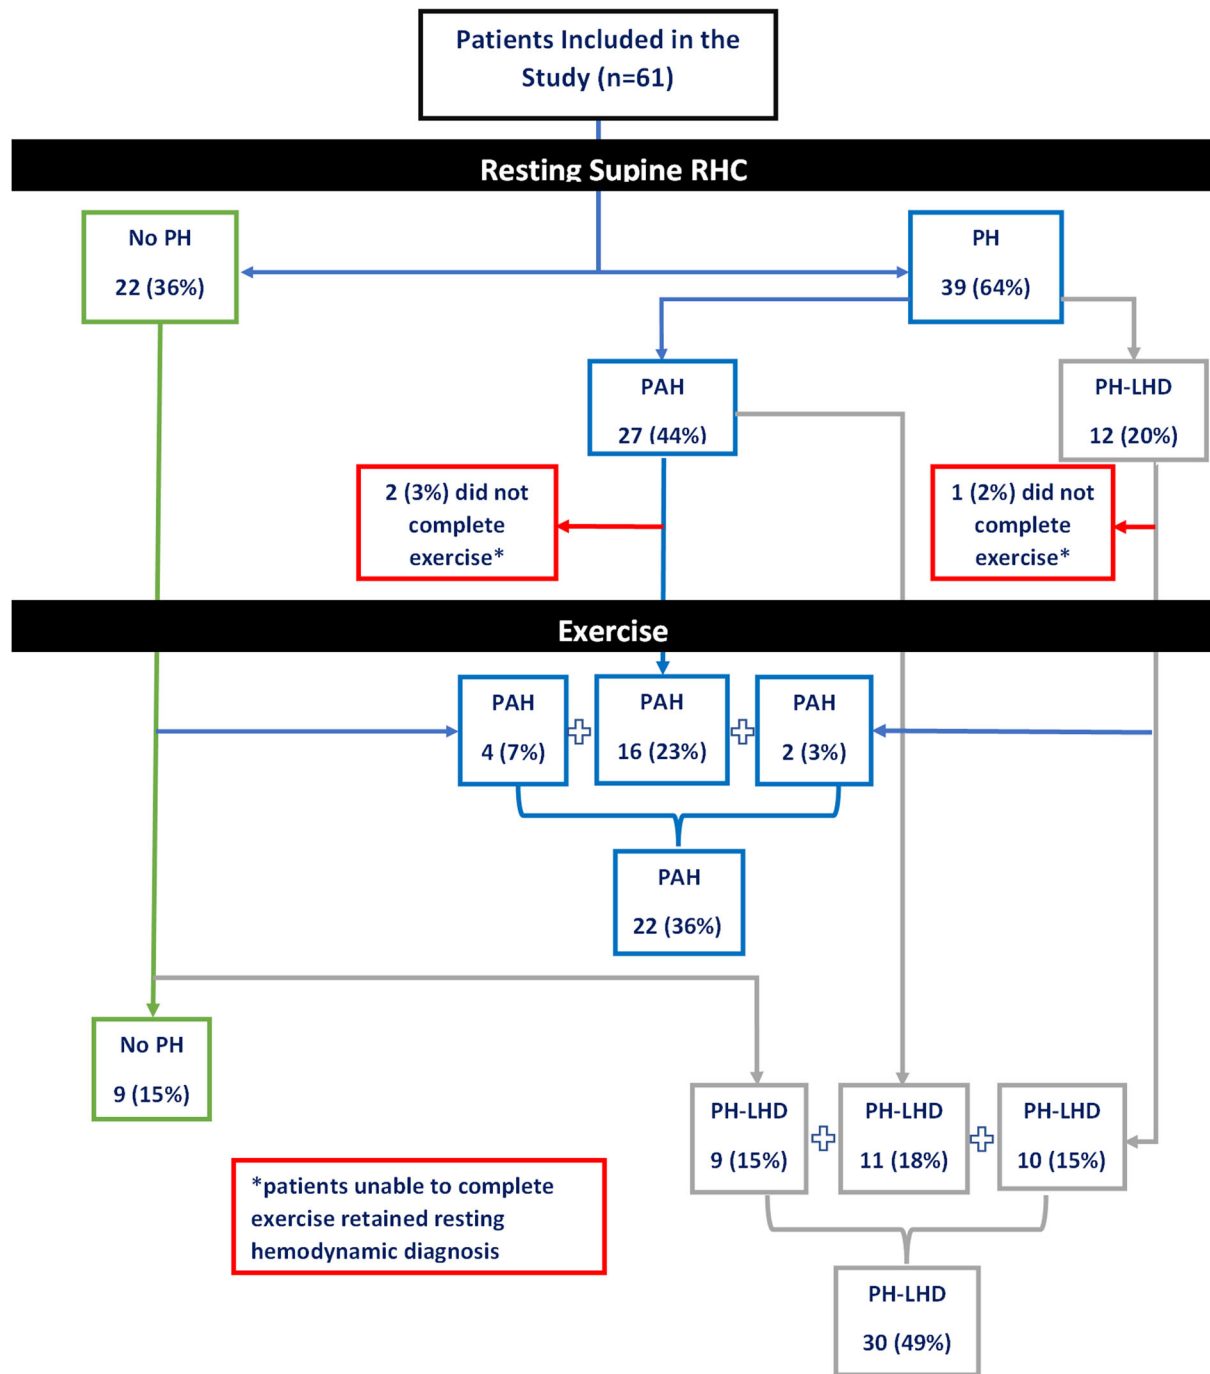 Patients Included in the
Study (n=61)
Resting Supine RHC
No PH
22 (36%)
PH
39 (64%)
PAH
27 (44%)
PH-LHD
12 (20%)
2 (3%) did not
complete
exercise*
1 (2%) did not
complete
exercise*
Exercise
PAH
4 (7%)
PAH
16 (23%)
PAH
2 (3%)
PAH
22 (36%)
No PH
9 (15%)
PH-LHD
9 (15%)
PH-LHD
11 (18%)
PH-LHD
10 (15%)
*patients unable to complete
exercise retained resting
hemodynamic diagnosis
PH-LHD
30 (49%)